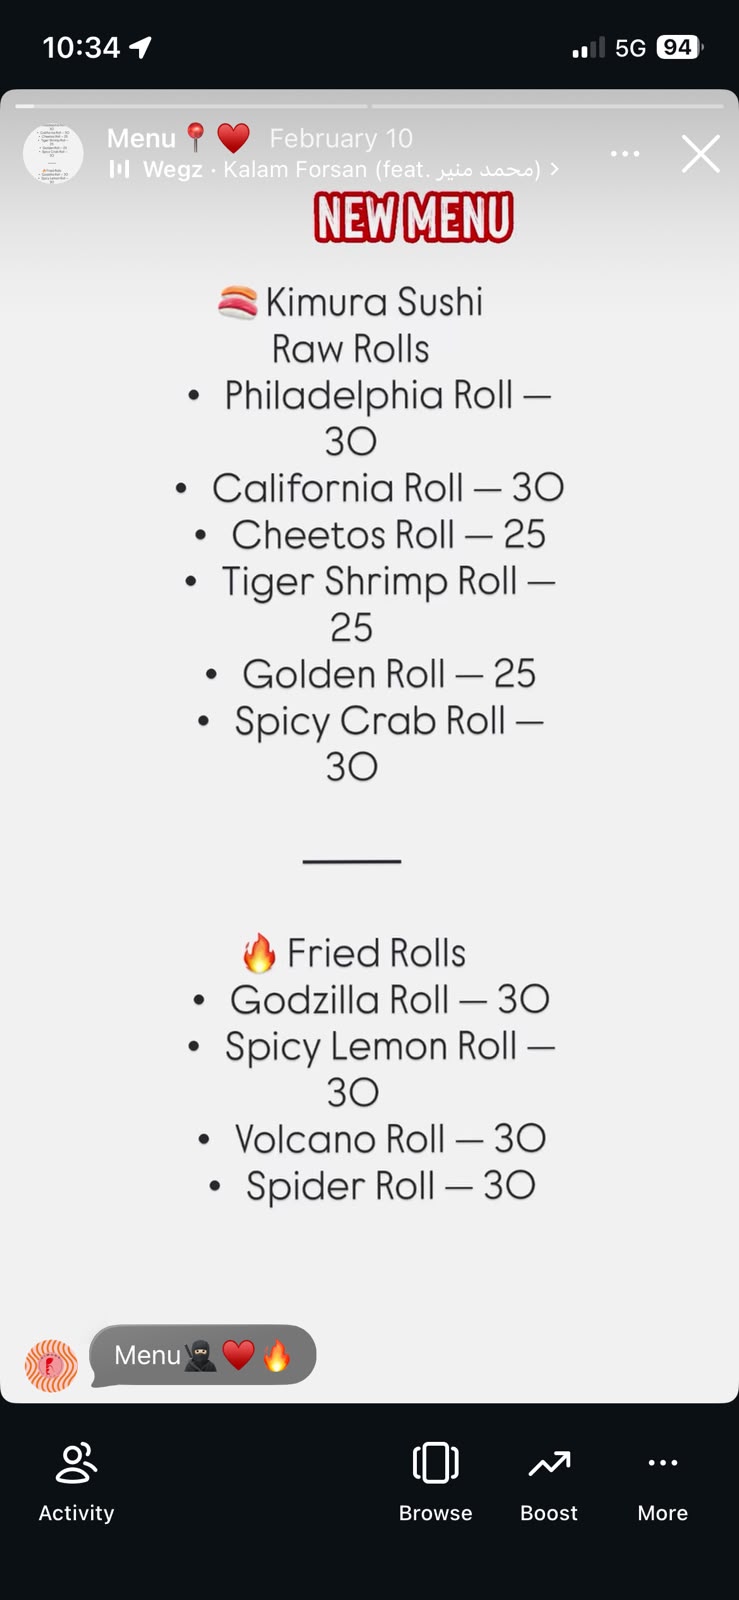 10:34
5G 94
Menu📍❤️ February 10
Wegz · Kalam Forsan (feat. محمد منير) >
NEW MENU
🍣 Kimura Sushi
Raw Rolls
• Philadelphia Roll —
30
• California Roll — 30
• Cheetos Roll — 25
• Tiger Shrimp Roll —
25
• Golden Roll — 25
• Spicy Crab Roll —
30
🔥 Fried Rolls
• Godzilla Roll — 30
• Spicy Lemon Roll —
30
• Volcano Roll — 30
• Spider Roll — 30
Menu🥷❤️🔥
Activity
Browse
Boost
More